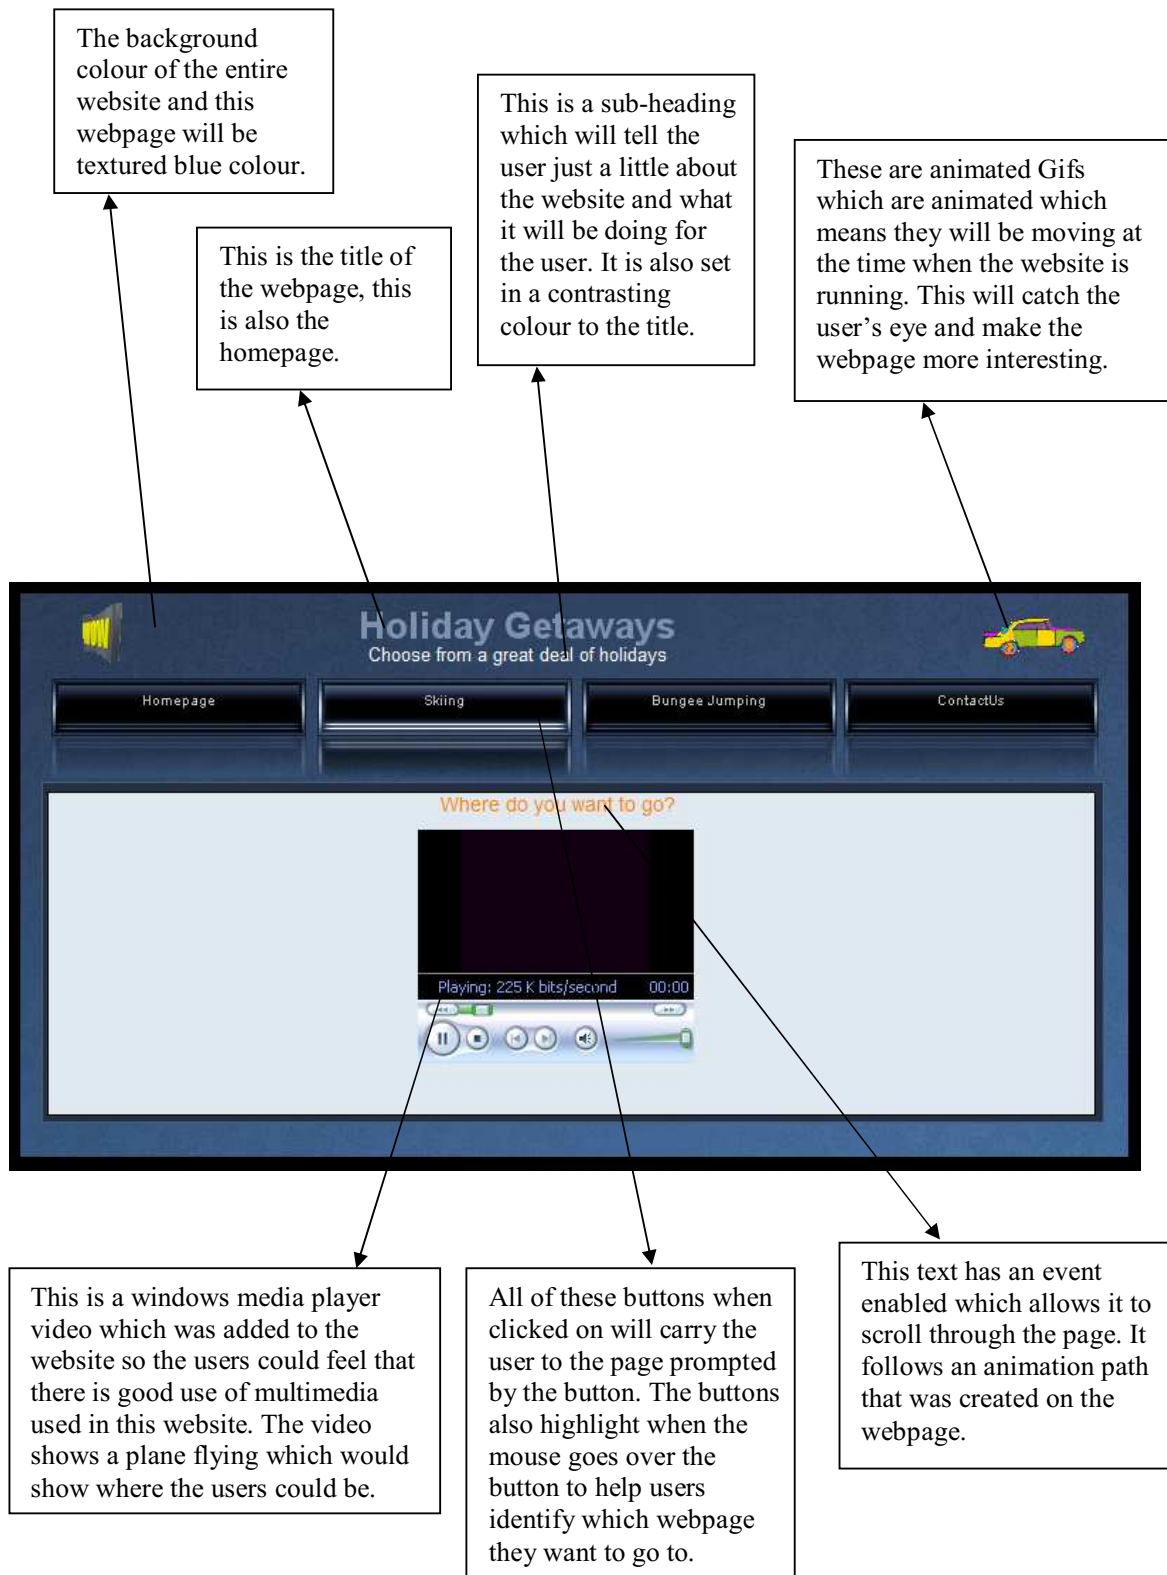 The background
colour of the entire
website and this
webpage will be
textured blue colour.
This is the title of
the webpage, this
is also the
homepage.
This is a sub-heading
which will tell the
user just a little about
the website and what
it will be doing for
the user. It is also set
in a contrasting
colour to the title.
These are animated Gifs
which are animated which
means they will be moving at
the time when the website is
running. This will catch the
user’s eye and make the
webpage more interesting.
Holiday Getaways
Choose from a great deal of holidays
Homepage
Skiing
Bungee Jumping
ContactUs
Where do you want to go?
Playing: 225 K bits/second 00:00
This is a windows media player
video which was added to the
website so the users could feel that
there is good use of multimedia
used in this website. The video
shows a plane flying which would
show where the users could be.
All of these buttons when
clicked on will carry the
user to the page prompted
by the button. The buttons
also highlight when the
mouse goes over the
button to help users
identify which webpage
they want to go to.
This text has an event
enabled which allows it to
scroll through the page. It
follows an animation path
that was created on the
webpage.